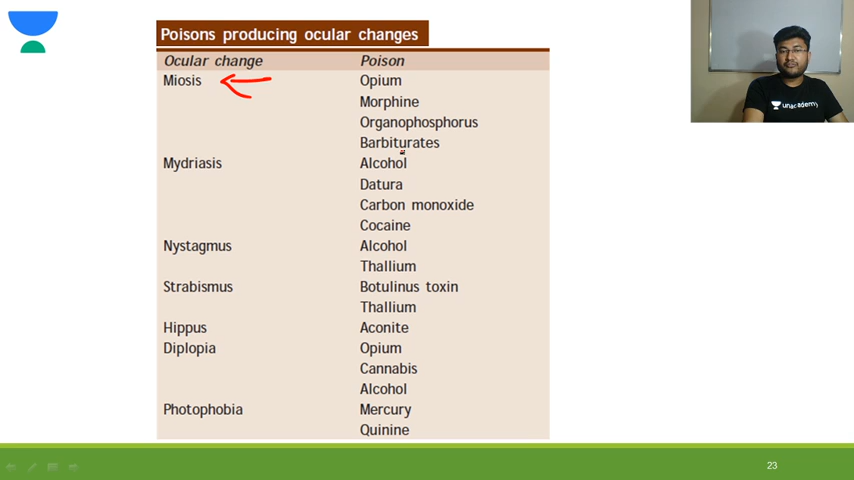 Poisons producing ocular changes
Ocular change Poison
Miosis Opium
Morphine
Organophosphorus
Barbiturates
Mydriasis Alcohol
Datura
Carbon monoxide
Cocaine
Nystagmus Alcohol
Thallium
Strabismus Botulinus toxin
Thallium
Hippus Aconite
Diplopia Opium
Cannabis
Alcohol
Photophobia Mercury
Quinine
unacademy
23